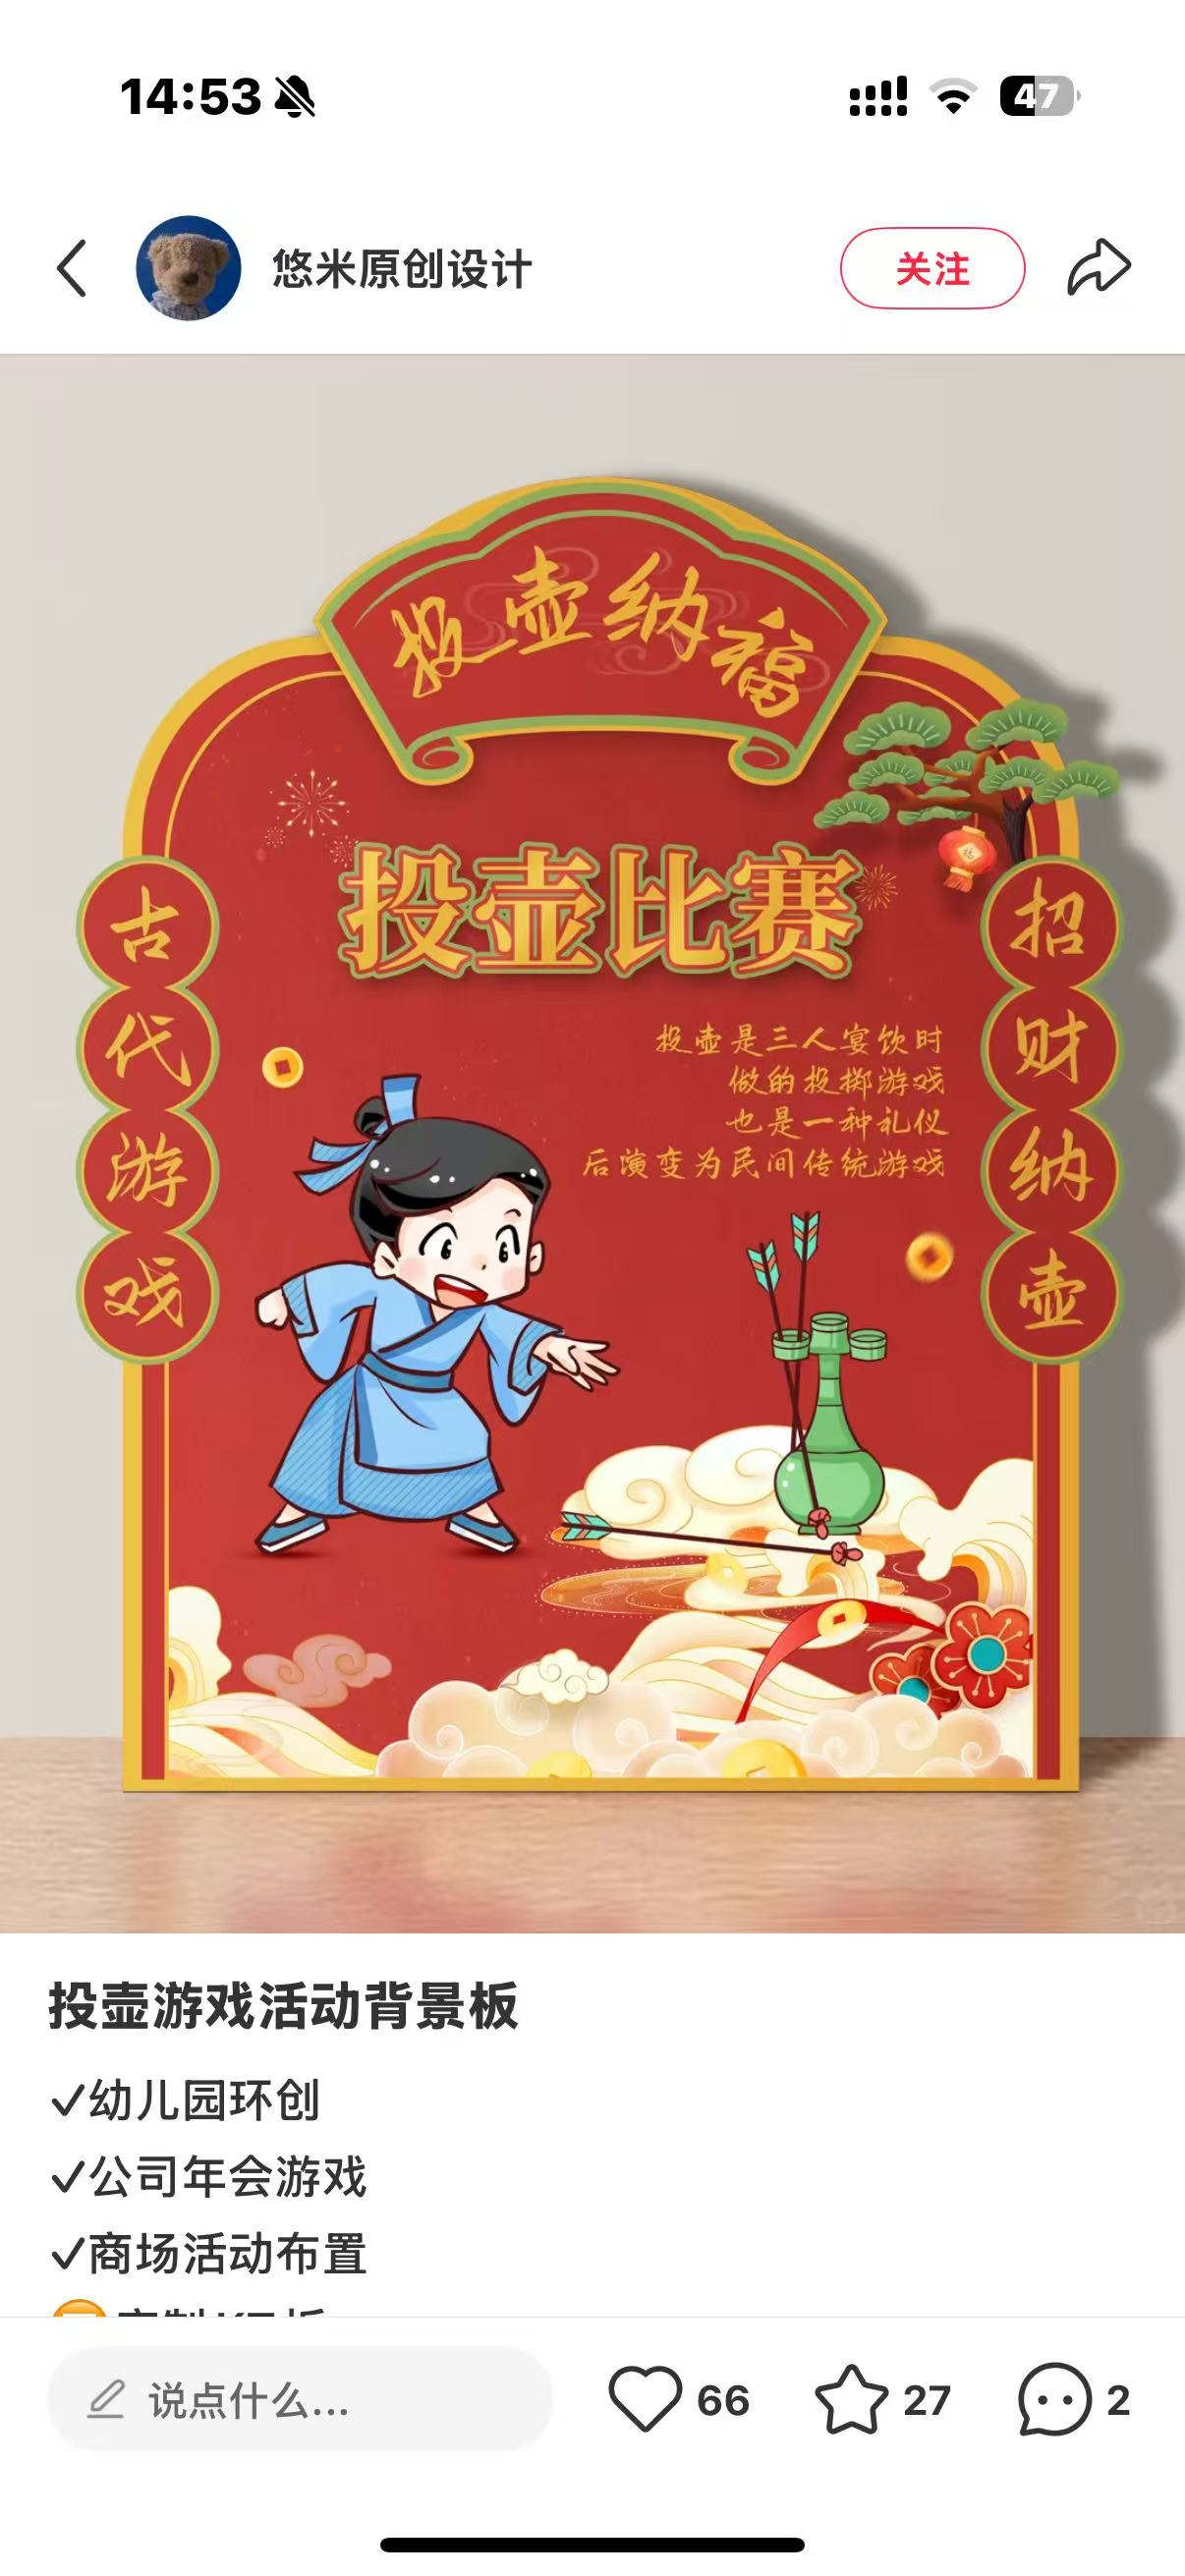 14:53
47
悠米原创设计
关注
投壶纳福
投壶比赛
古代游戏
招财纳壶
投壶是三人宴饮时
做的投掷游戏
也是一种礼仪
后演变为民间传统游戏
福
投壶游戏活动背景板
✓幼儿园环创
✓公司年会游戏
✓商场活动布置
说点什么...
66
27
2